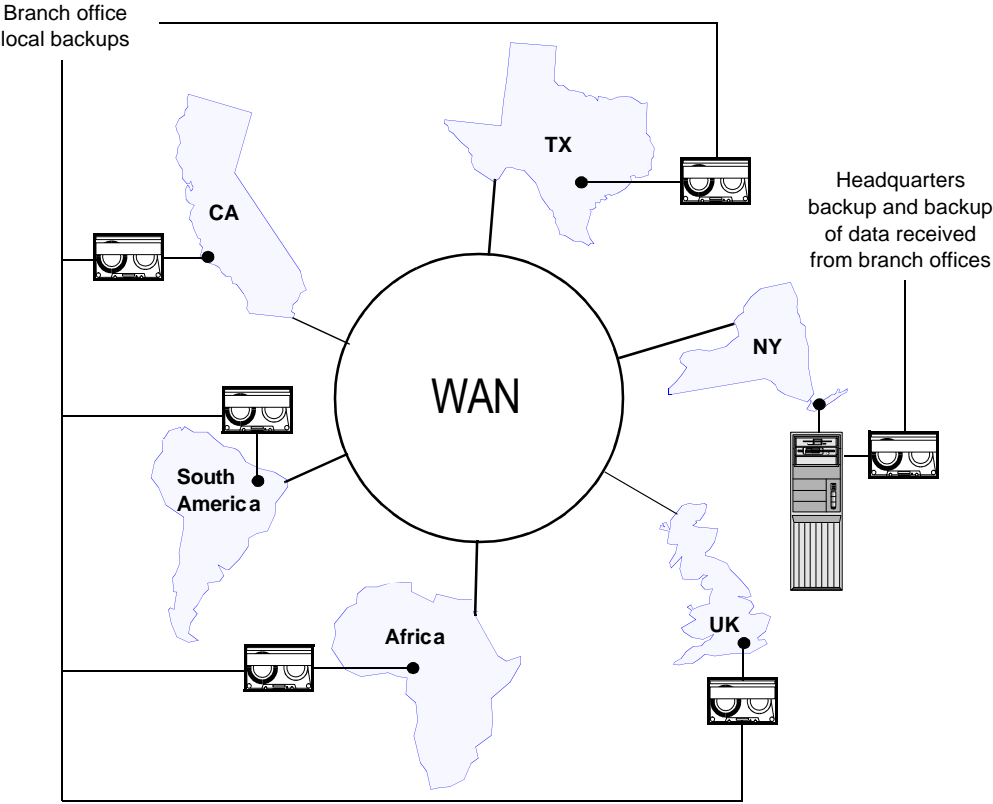 Branch office
local backups
TX
CA
Headquarters
backup and backup
of data received
from branch offices
NY
WAN
South
America
Africa
UK